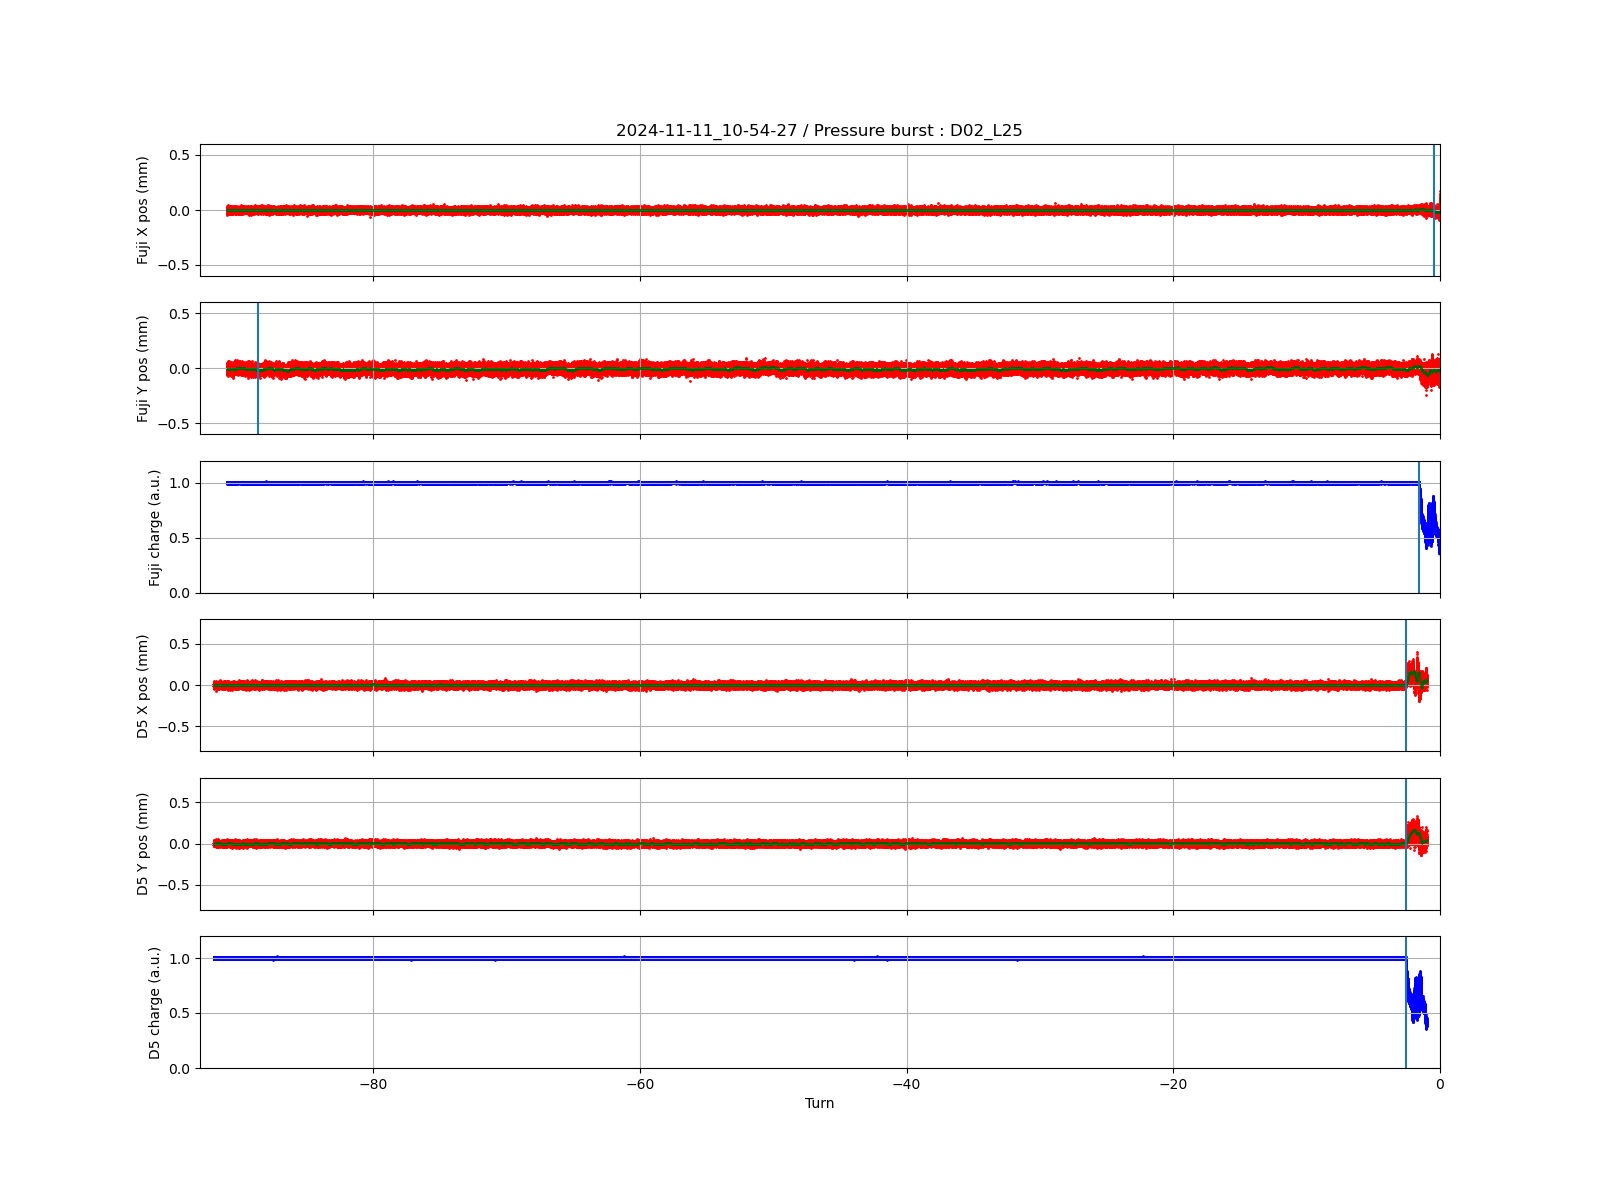 2024-11-11_10-54-27 / Pressure burst : D02_L25
Fuji X pos (mm)
0.5
0.0
−0.5
Fuji Y pos (mm)
0.5
0.0
−0.5
Fuji charge (a.u.)
1.0
0.5
0.0
D5 X pos (mm)
0.5
0.0
−0.5
D5 Y pos (mm)
0.5
0.0
−0.5
D5 charge (a.u.)
1.0
0.5
0.0
−80 −60 −40 −20 0
Turn